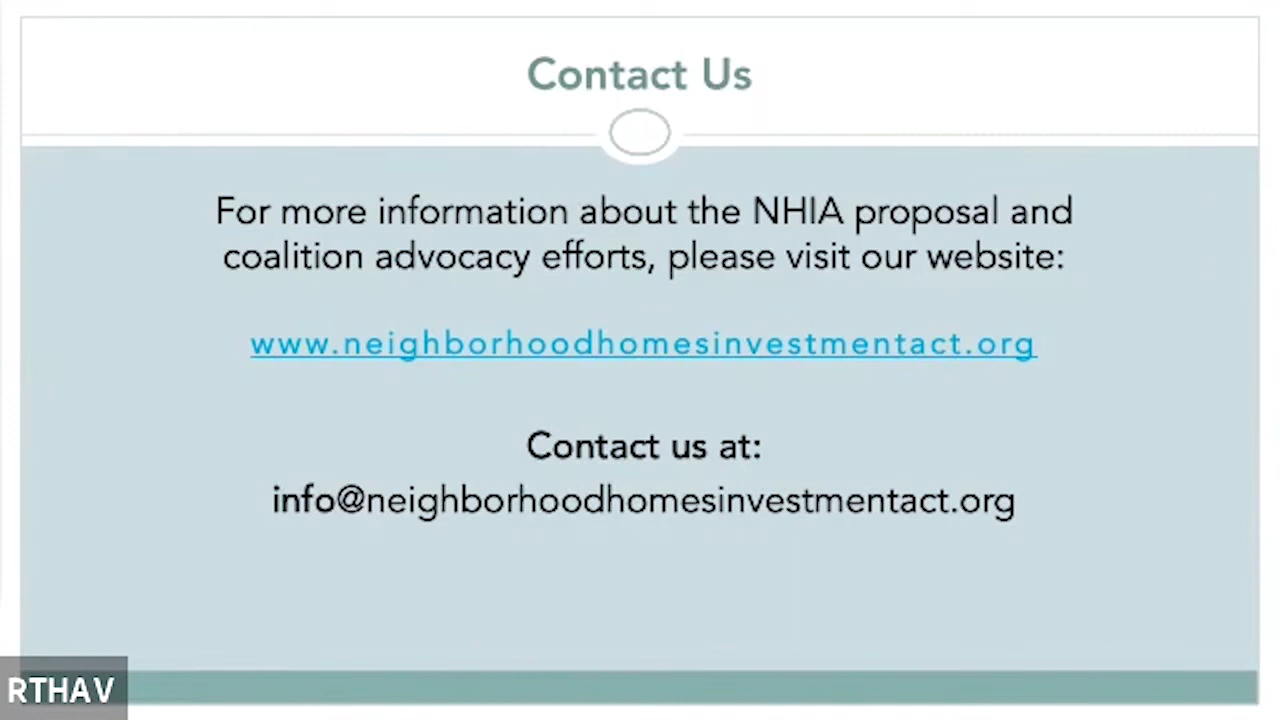 Contact Us
For more information about the NHIA proposal and
coalition advocacy efforts, please visit our website:
www.neighborhoodhomesinvestmentact.org
Contact us at:
info@neighborhoodhomesinvestmentact.org
RTHAV